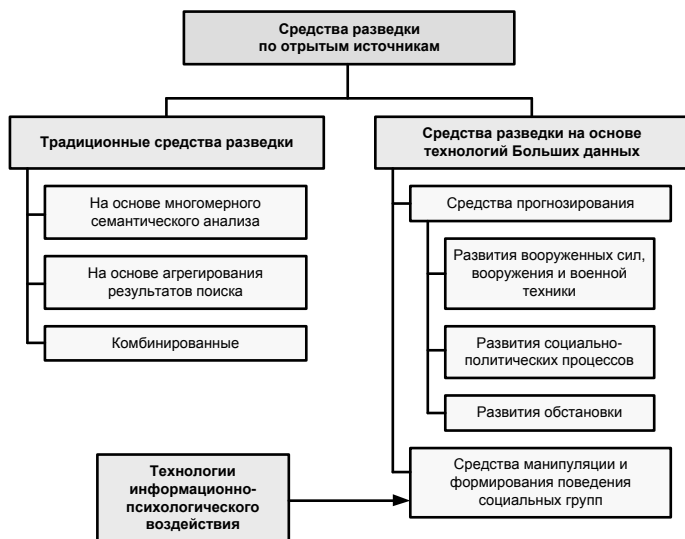 Средства разведки
по отрытым источникам
Традиционные средства разведки
На основе многомерного
семантического анализа
На основе агрегирования
результатов поиска
Комбинированные
Средства разведки на основе
технологий Больших данных
Средства прогнозирования
Развития вооруженных сил,
вооружения и военной
техники
Развития социально-
политических процессов
Развития обстановки
Средства манипуляции и
формирования поведения
социальных групп
Технологии
информационно-
психологического
воздействия